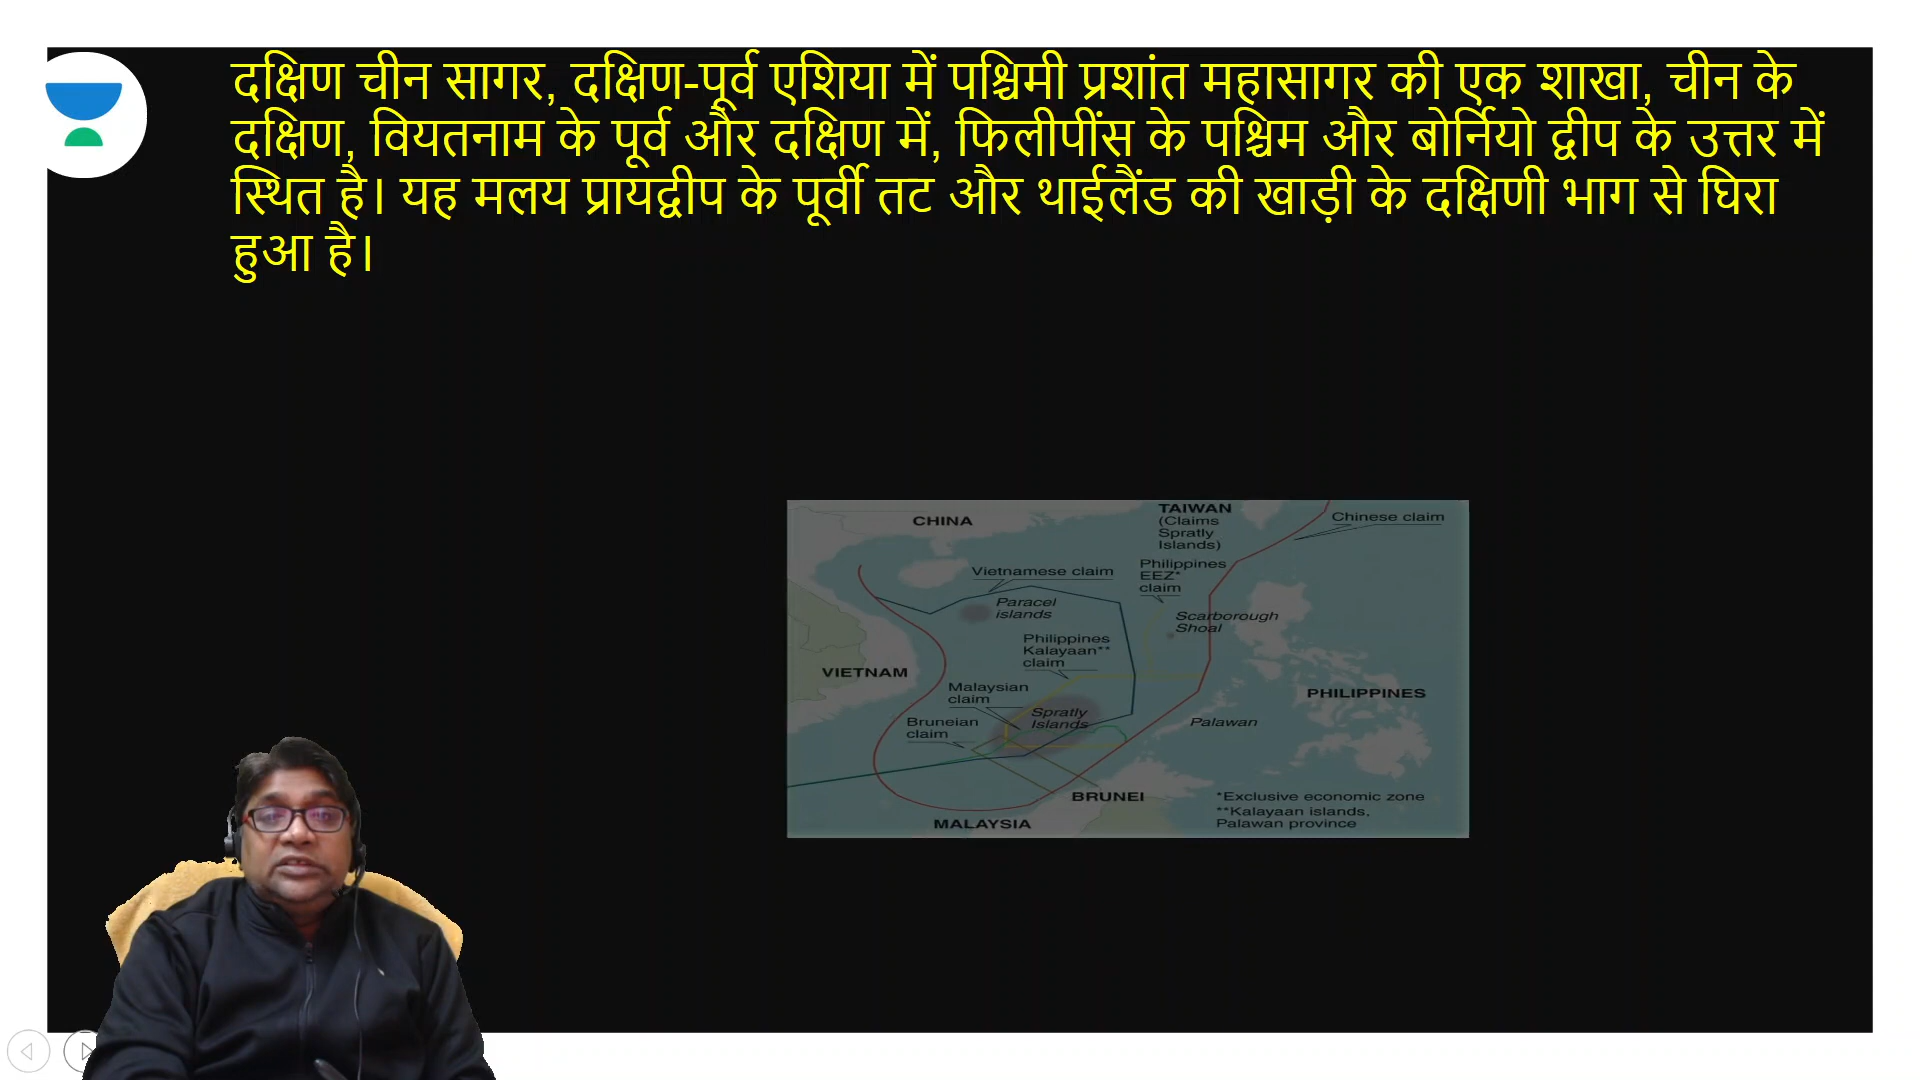 दक्षिण चीन सागर, दक्षिण-पूर्व एशिया में पश्चिमी प्रशांत महासागर की एक शाखा, चीन के
दक्षिण, वियतनाम के पूर्व और दक्षिण में, फिलीपींस के पश्चिम और बोर्नियो द्वीप के उत्तर में
स्थित है। यह मलय प्रायद्वीप के पूर्वी तट और थाईलैंड की खाड़ी के दक्षिणी भाग से घिरा
हुआ है।
CHINA
TAIWAN
(Claims
Spratly
Islands)
Chinese claim
Vietnamese claim
Philippines
EEZ*
claim
Paracel
islands
Scarborough
Shoal
Philippines
Kalayaan**
claim
VIETNAM
Malaysian
claim
PHILIPPINES
Spratly
Islands
Palawan
Bruneian
claim
BRUNEI
MALAYSIA
*Exclusive economic zone
**Kalayaan islands,
Palawan province